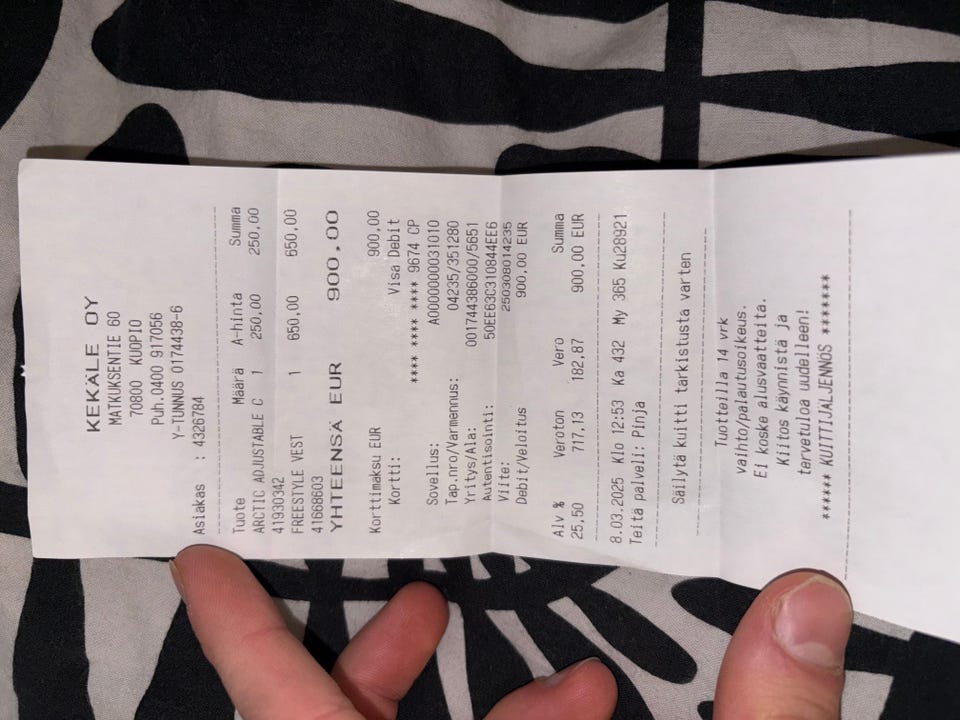 KEKÄLE OY
MATKUKSENTIE 60
70800 KUOPIO
Puh.0400 917056
Y-TUNNUS 0174438-6
Asiakas : 4326784
Tuote Määrä A-hinta Summa
ARCTIC ADJUSTABLE C 1 250,00 250,00
41930342
FREESTYLE VEST 1 650,00 650,00
41668603
YHTEENSÄ EUR 900,00
Korttimaksu EUR 900,00
Kortti: Visa Debit
**** **** **** 9674 CP
Sovellus: A0000000031010
Tap.nro/Varmennus: 04235/351280
Yritys/Ala: 001744386000/5651
Autentisointi: 50EE63C310844EE6
Viite: 250308014235
Debit/Veloitus 900,00 EUR
Alv % Veroton Vero Summa
25,50 717,13 182,87 900,00 EUR
8.03.2025 Klo 12:53 Ka 432 My 365 Ku28921
Teitä palveli: Pinja
Säilytä kuitti tarkistusta varten
Tuotteilla 14 vrk
vaihto/palautusoikeus.
Ei koske alusvaatteita.
Kiitos käynnistä ja
tervetuloa uudelleen!
****** KUITTIJÄLJENNÖS *******